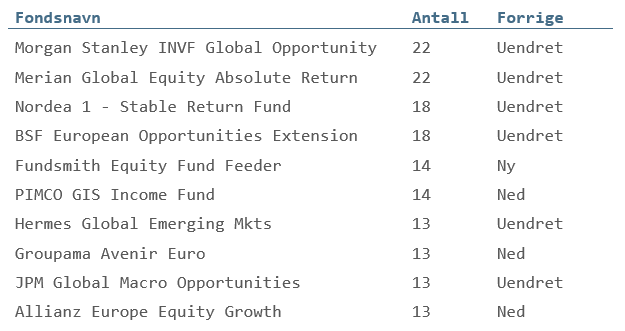 Fondsnavn Antall Forrige
Morgan Stanley INVF Global Opportunity 22 Uendret
Merian Global Equity Absolute Return 22 Uendret
Nordea 1 - Stable Return Fund 18 Uendret
BSF European Opportunities Extension 18 Uendret
Fundsmith Equity Fund Feeder 14 Ny
PIMCO GIS Income Fund 14 Ned
Hermes Global Emerging Mkts 13 Uendret
Groupama Avenir Euro 13 Ned
JPM Global Macro Opportunities 13 Uendret
Allianz Europe Equity Growth 13 Ned